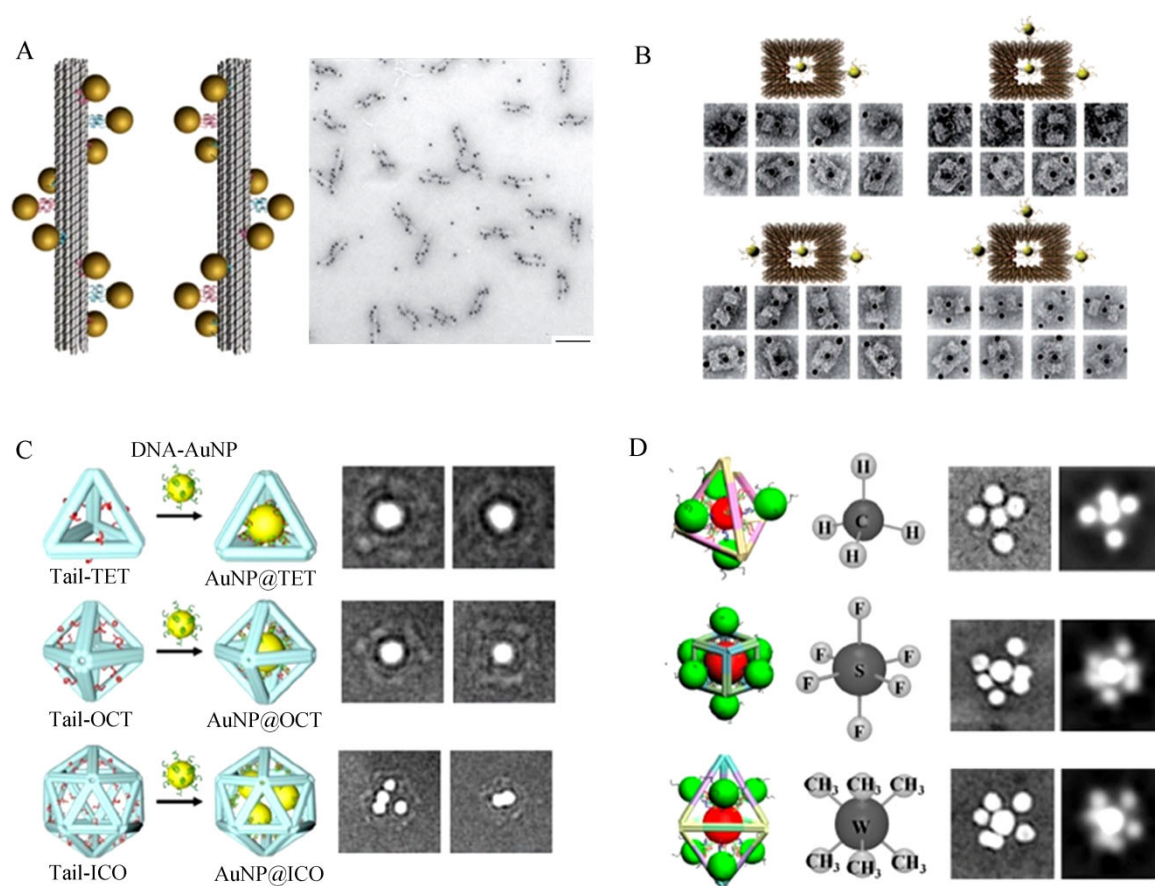 A
B
C
DNA-AuNP
Tail-TET
AuNP@TET
Tail-OCT
AuNP@OCT
Tail-ICO
AuNP@ICO
D
H
H
C
H
H
F
F
F
S
F
F
F
CH3 CH3 CH3
W
CH3 CH3 CH3